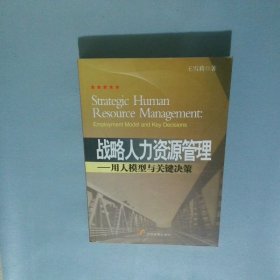 王雪莉◎著
Strategic Human
Resource Management:
Employment Model and Key Decisions
战略人力资源管理
——用人模型与关键决策